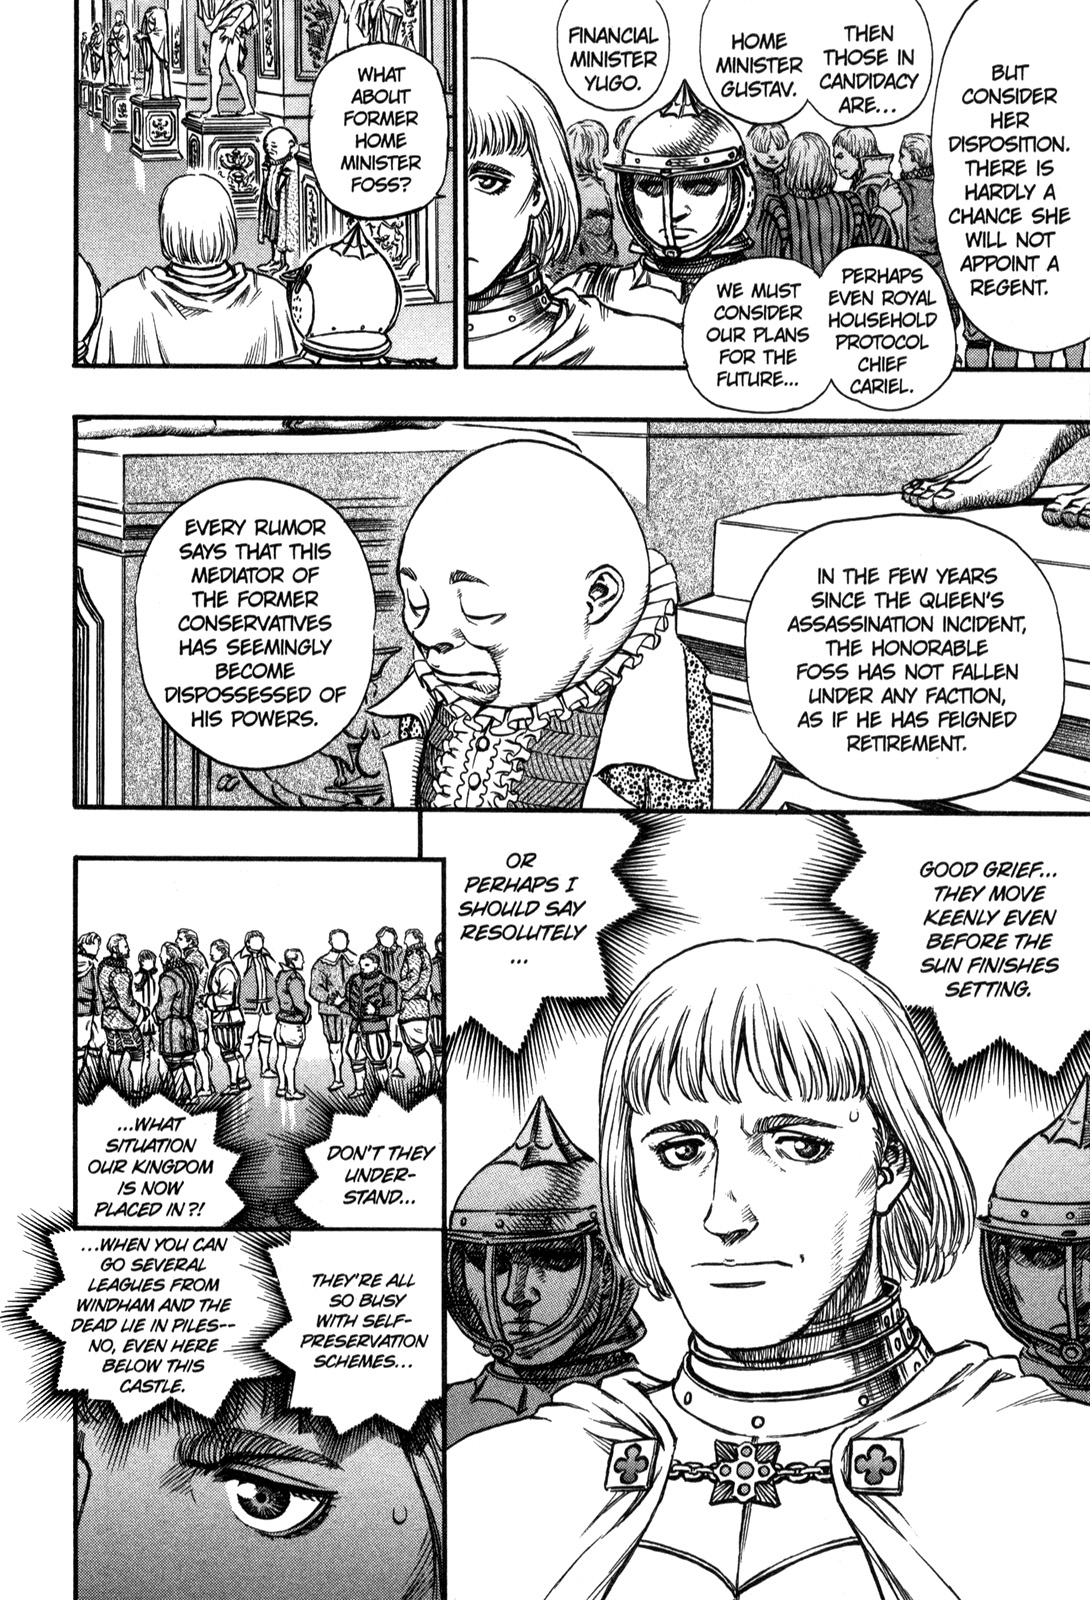 BUT
CONSIDER
HER
DISPOSITION.
THERE IS
HARDLY A
CHANCE SHE
WILL NOT
APPOINT A
REGENT.
THEN
THOSE IN
CANDIDACY
ARE...
HOME
MINISTER
GUSTAV.
FINANCIAL
MINISTER
YUGO.
PERHAPS
EVEN ROYAL
HOUSEHOLD
PROTOCOL
CHIEF
CARIEL.
WE MUST
CONSIDER
OUR PLANS
FOR THE
FUTURE...
WHAT
ABOUT
FORMER
HOME
MINISTER
FOSS?
IN THE FEW YEARS
SINCE THE QUEEN'S
ASSASSINATION INCIDENT,
THE HONORABLE
FOSS HAS NOT FALLEN
UNDER ANY FACTION,
AS IF HE HAS FEIGNED
RETIREMENT.
EVERY RUMOR
SAYS THAT THIS
MEDIATOR OF
THE FORMER
CONSERVATIVES
HAS SEEMINGLY
BECOME
DISPOSSESSED OF
HIS POWERS.
GOOD GRIEF...
THEY MOVE
KEENLY EVEN
BEFORE THE
SUN FINISHES
SETTING.
OR
PERHAPS I
SHOULD SAY
RESOLUTELY
...
DON'T THEY
UNDER-
STAND...
...WHAT
SITUATION
OUR KINGDOM
IS NOW
PLACED IN?!
THEY'RE ALL
SO BUSY
WITH SELF-
PRESERVATION
SCHEMES...
...WHEN YOU CAN
GO SEVERAL
LEAGUES FROM
WINDHAM AND THE
DEAD LIE IN PILES--
NO, EVEN HERE
BELOW THIS
CASTLE.